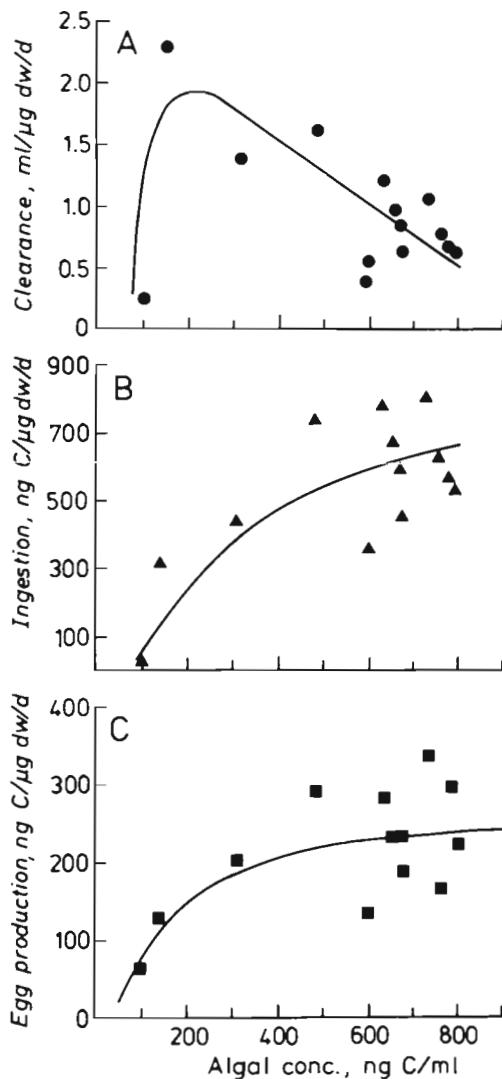 A
Clearance, ml/µg dw/d
2.5
2.0
1.5
1.0
0.5
0
B
Ingestion, ng C/µg dw/d
900
700
500
300
100
C
Egg production, ng C/µg dw/d
400
300
200
100
0
200 400 600 800
Algal conc., ng C/ml